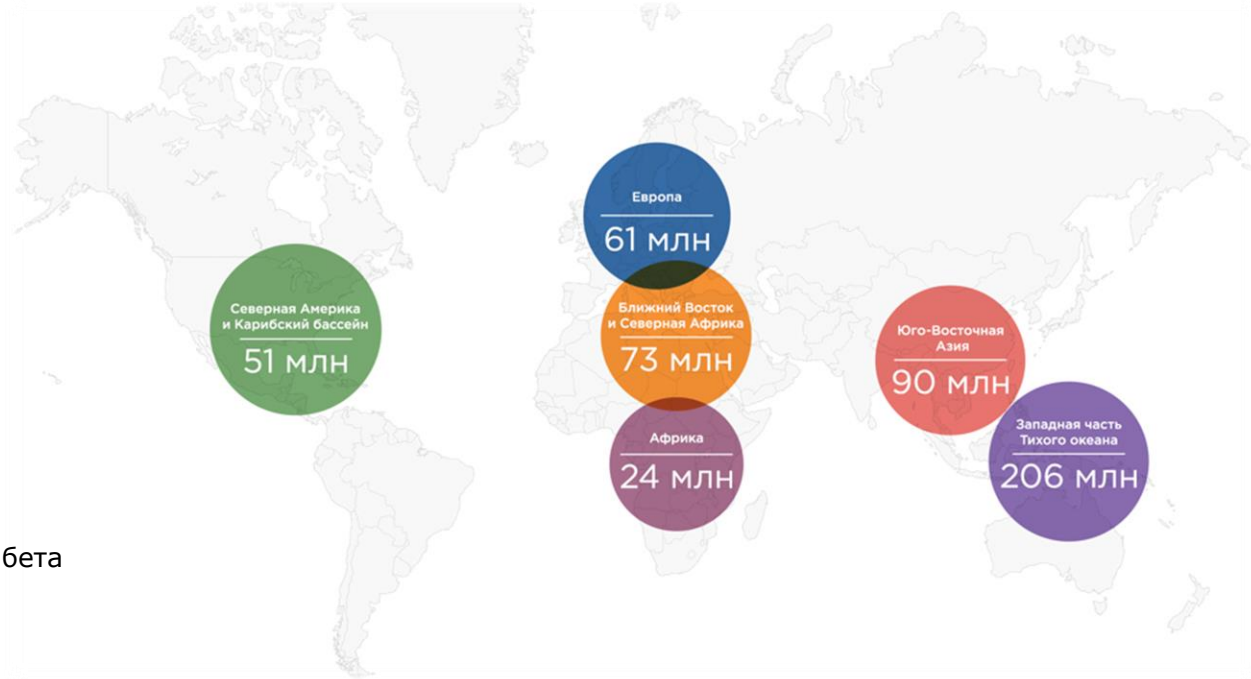 Европа
61 млн
Северная Америка
и Карибский бассейн
51 млн
Ближний Восток
и Северная Африка
73 млн
Юго-Восточная
Азия
90 млн
Африка
24 млн
Западная часть
Тихого океана
206 млн
бета